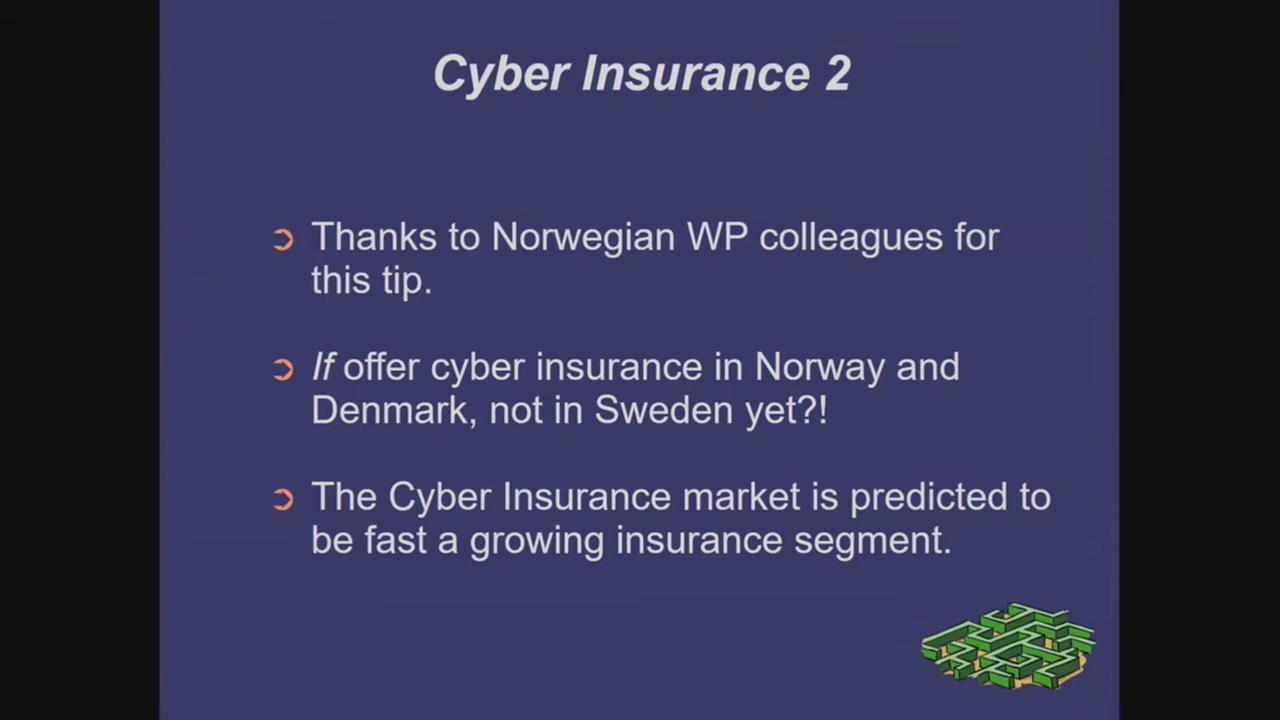 Cyber Insurance 2
Thanks to Norwegian WP colleagues for
this tip.
If offer cyber insurance in Norway and
Denmark, not in Sweden yet?!
The Cyber Insurance market is predicted to
be fast a growing insurance segment.